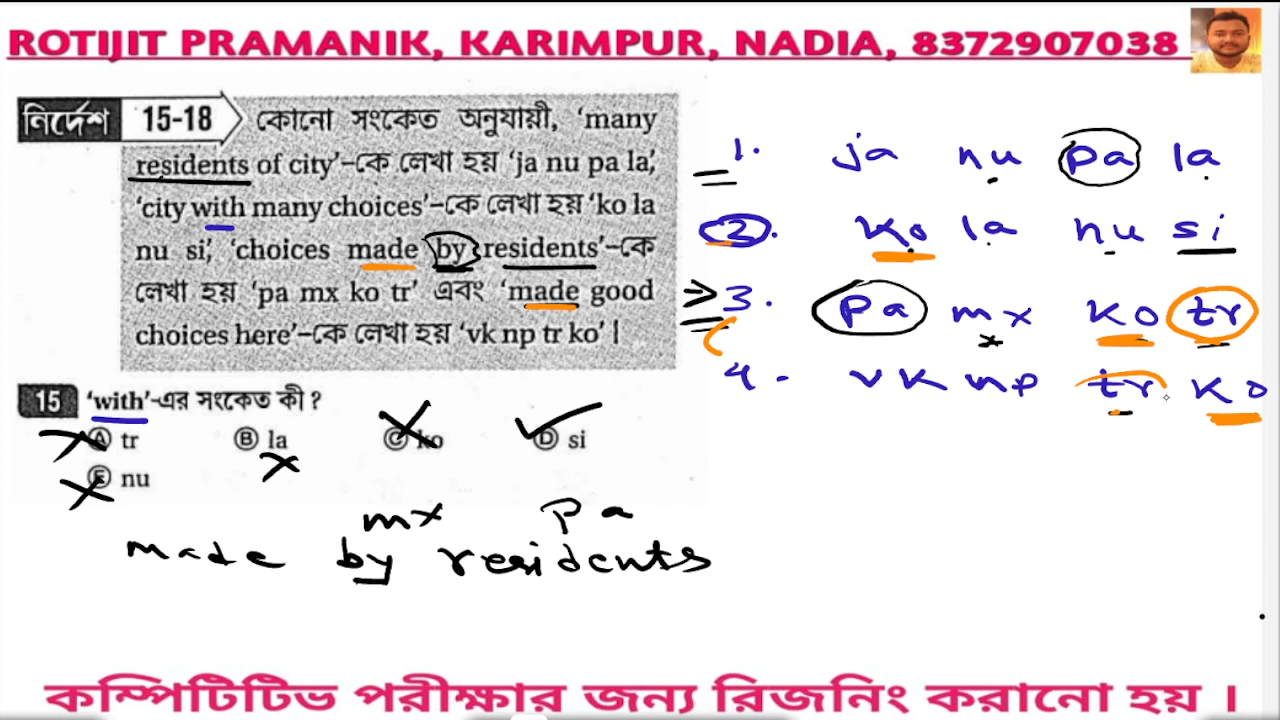 ROTIJIT PRAMANIK, KARIMPUR, NADIA, 8372907038
নির্দেশ 15-18 কোনো সংকেত অনুযায়ী, ‘many
residents of city’–কে লেখা হয় ‘ja nu pa la’,
‘city with many choices’–কে লেখা হয় ‘ko la
nu si’, ‘choices made by residents’–কে
লেখা হয় ‘pa mx ko tr’ এবং ‘made good
choices here’–কে লেখা হয় ‘vk np tr ko’।
1. ja nu pa la
2. ko la nu si
3. pa mx ko tr
4. vk np tr ko
15 ‘with’–এর সংকেত কী ?
A tr B la C ko D si
E nu
mx pa
made by residents
কম্পিটিটিভ পরীক্ষার জন্য রিজনিং করানো হয় ।